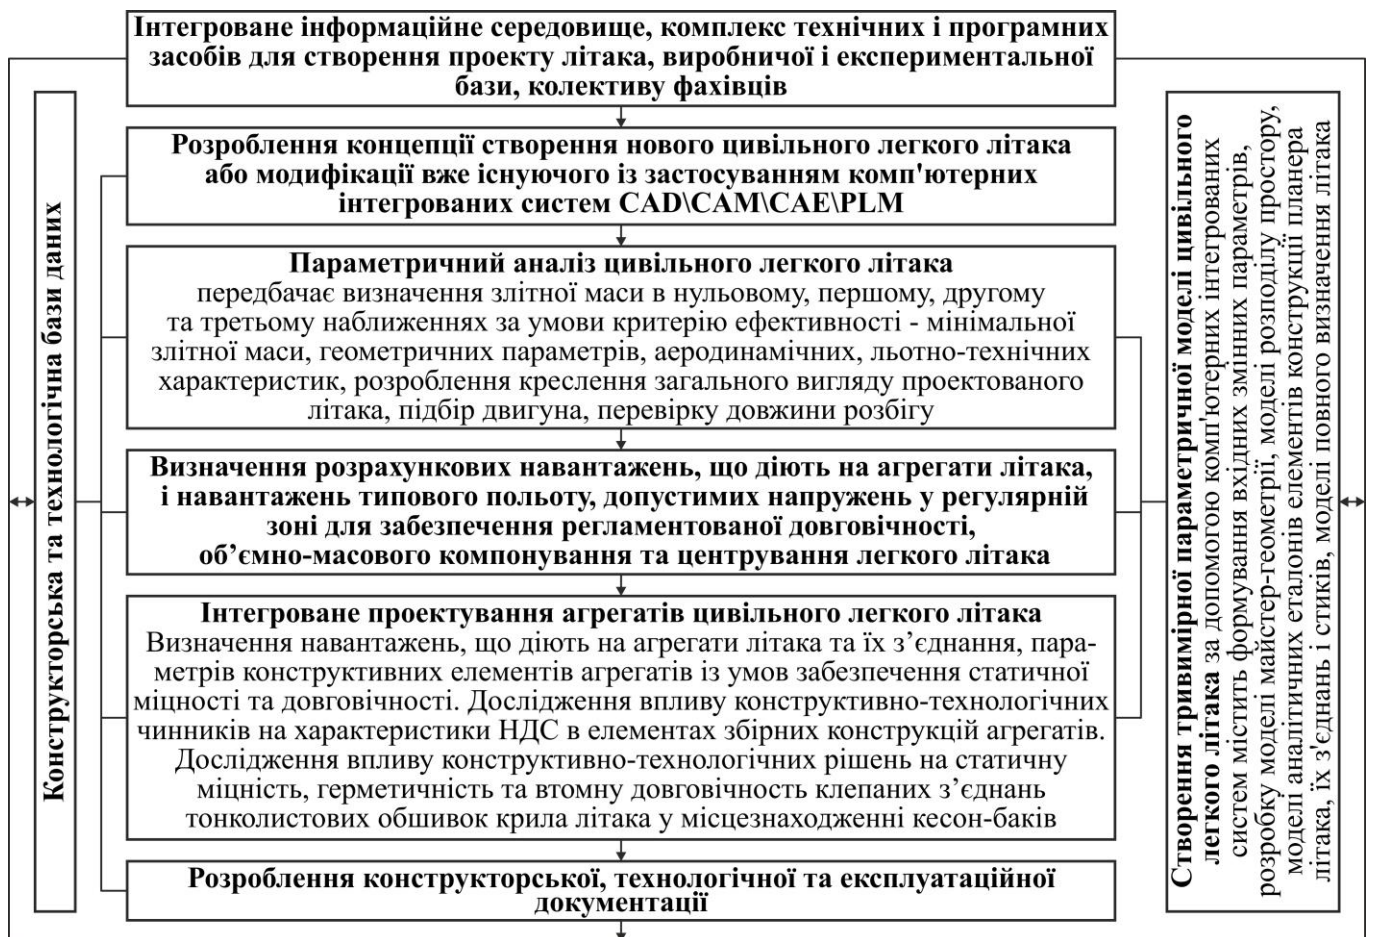 Інтегроване інформаційне середовище, комплекс технічних і програмних
засобів для створення проекту літака, виробничої і експериментальної
бази, колективу фахівців
Розроблення концепції створення нового цивільного легкого літака
або модифікації вже існуючого із застосуванням комп'ютерних
інтегрованих систем CAD\CAM\CAE\PLM
Параметричний аналіз цивільного легкого літака
передбачає визначення злітної маси в нульовому, першому, другому
та третьому наближеннях за умови критерію ефективності - мінімальної
злітної маси, геометричних параметрів, аеродинамічних, льотно-технічних
характеристик, розроблення креслення загального вигляду проектованого
літака, підбір двигуна, перевірку довжини розбігу
Визначення розрахункових навантажень, що діють на агрегати літака,
і навантажень типового польоту, допустимих напружень у регулярній
зоні для забезпечення регламентованої довговічності,
об’ємно-масового компонування та центрування легкого літака
Інтегроване проектування агрегатів цивільного легкого літака
Визначення навантажень, що діють на агрегати літака та їх з’єднання, пара-
метрів конструктивних елементів агрегатів із умов забезпечення статичної
міцності та довговічності. Дослідження впливу конструктивно-технологічних
чинників на характеристики НДС в елементах збірних конструкцій агрегатів.
Дослідження впливу конструктивно-технологічних рішень на статичну
міцність, герметичність та втомну довговічність клепаних з’єднань
тонколистових обшивок крила літака у місцезнаходженні кесон-баків
Розроблення конструкторської, технологічної та експлуатаційної
документації
Конструкторська та технологічна бази даних
Створення тривимірної параметричної моделі цивільного
легкого літака за допомогою комп'ютерних інтегрованих
систем містить формування вхідних змінних параметрів,
розробку моделі майстер-геометрії, моделі розподілу простору,
моделі аналітичних еталонів елементів конструкції планера
літака, їх з'єднань і стиків, моделі повного визначення літака